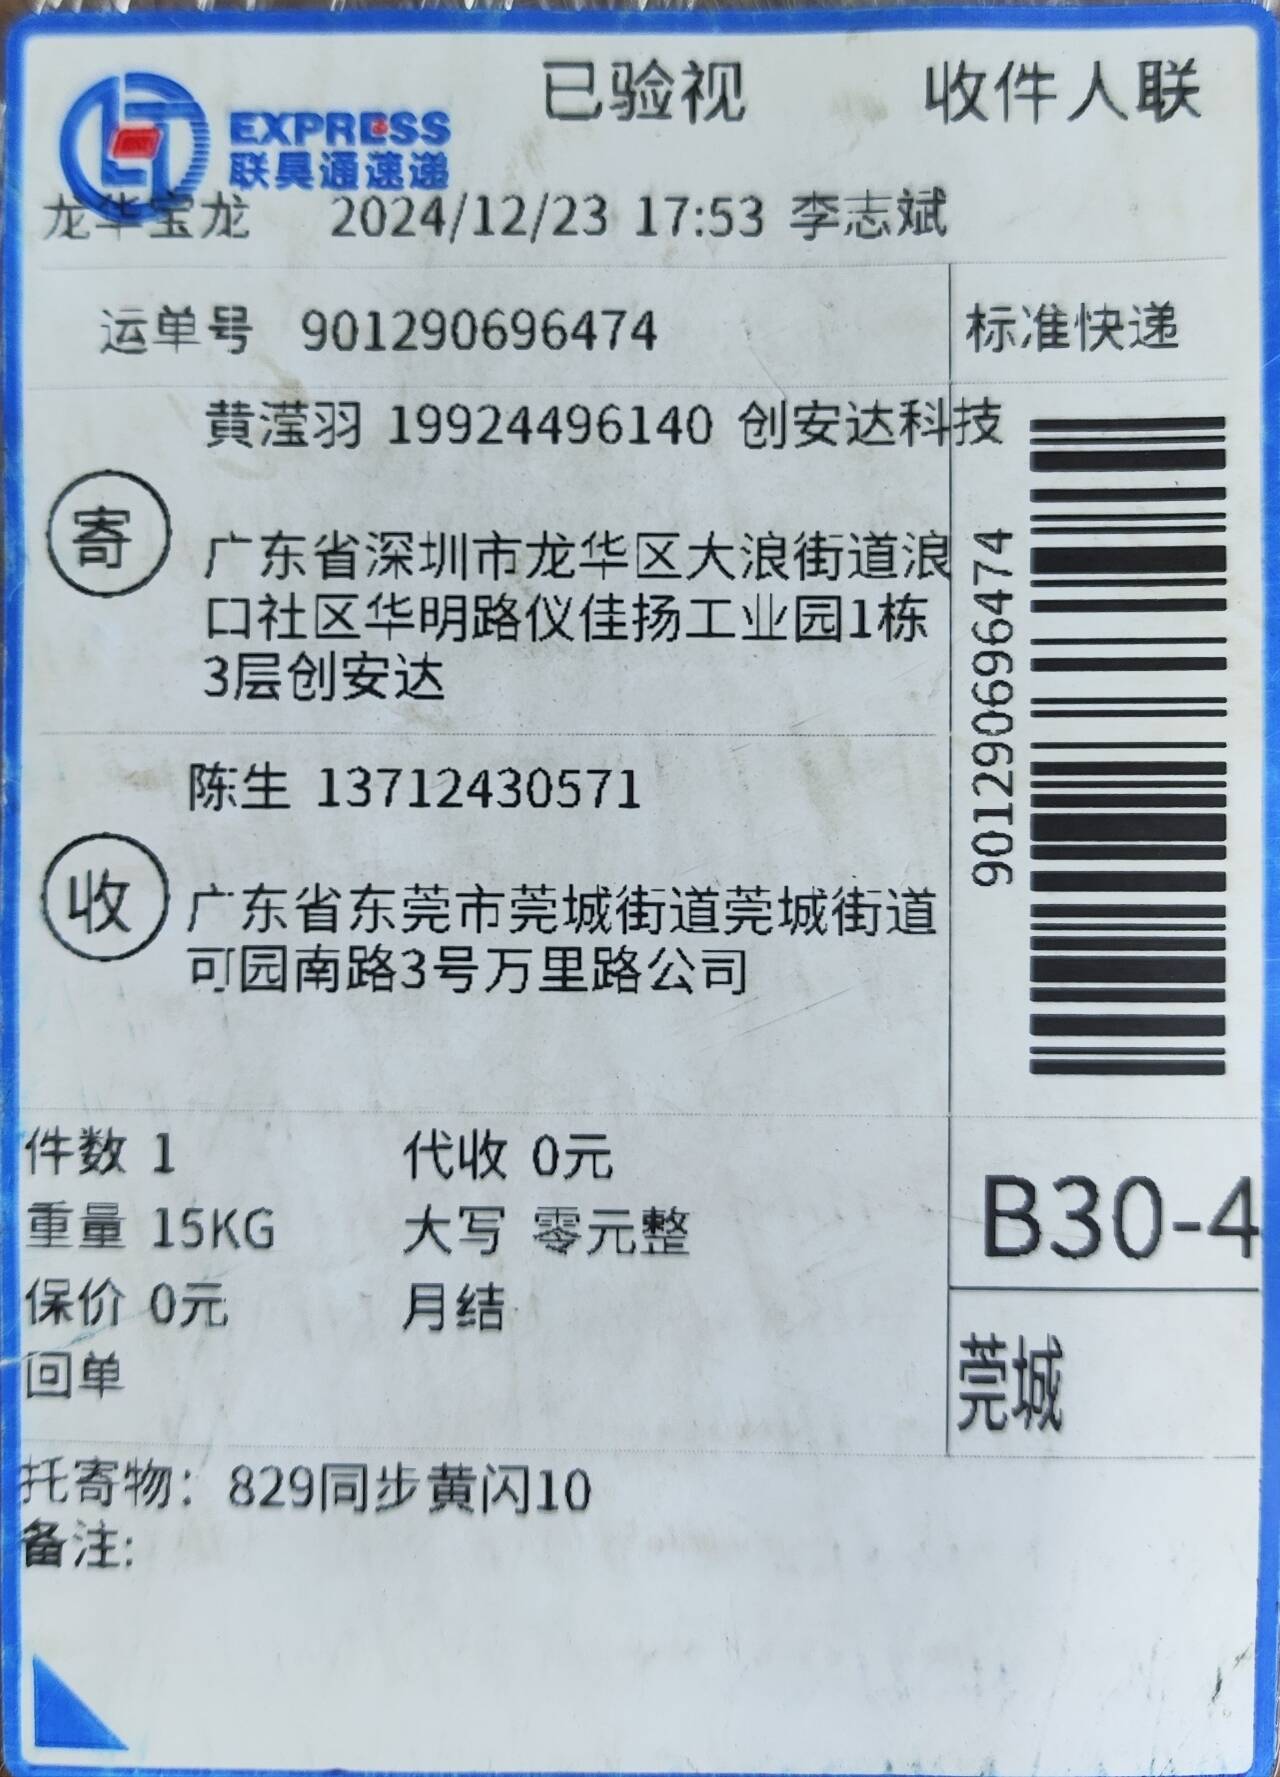 已验视 收件人联
EXPRESS
联昊通速递
龙华宝龙 2024/12/23 17:53 李志斌
运单号 901290696474 标准快递
黄滢羽 19924496140 创安达科技
寄
广东省深圳市龙华区大浪街道浪
口社区华明路仪佳扬工业园1栋
3层创安达
901290696474
陈生 13712430571
收
广东省东莞市莞城街道莞城街道
可园南路3号万里路公司
件数 1 代收 0元
重量 15KG 大写 零元整
保价 0元 月结
回单
B30-4
莞城
托寄物：829同步黄闪10
备注: